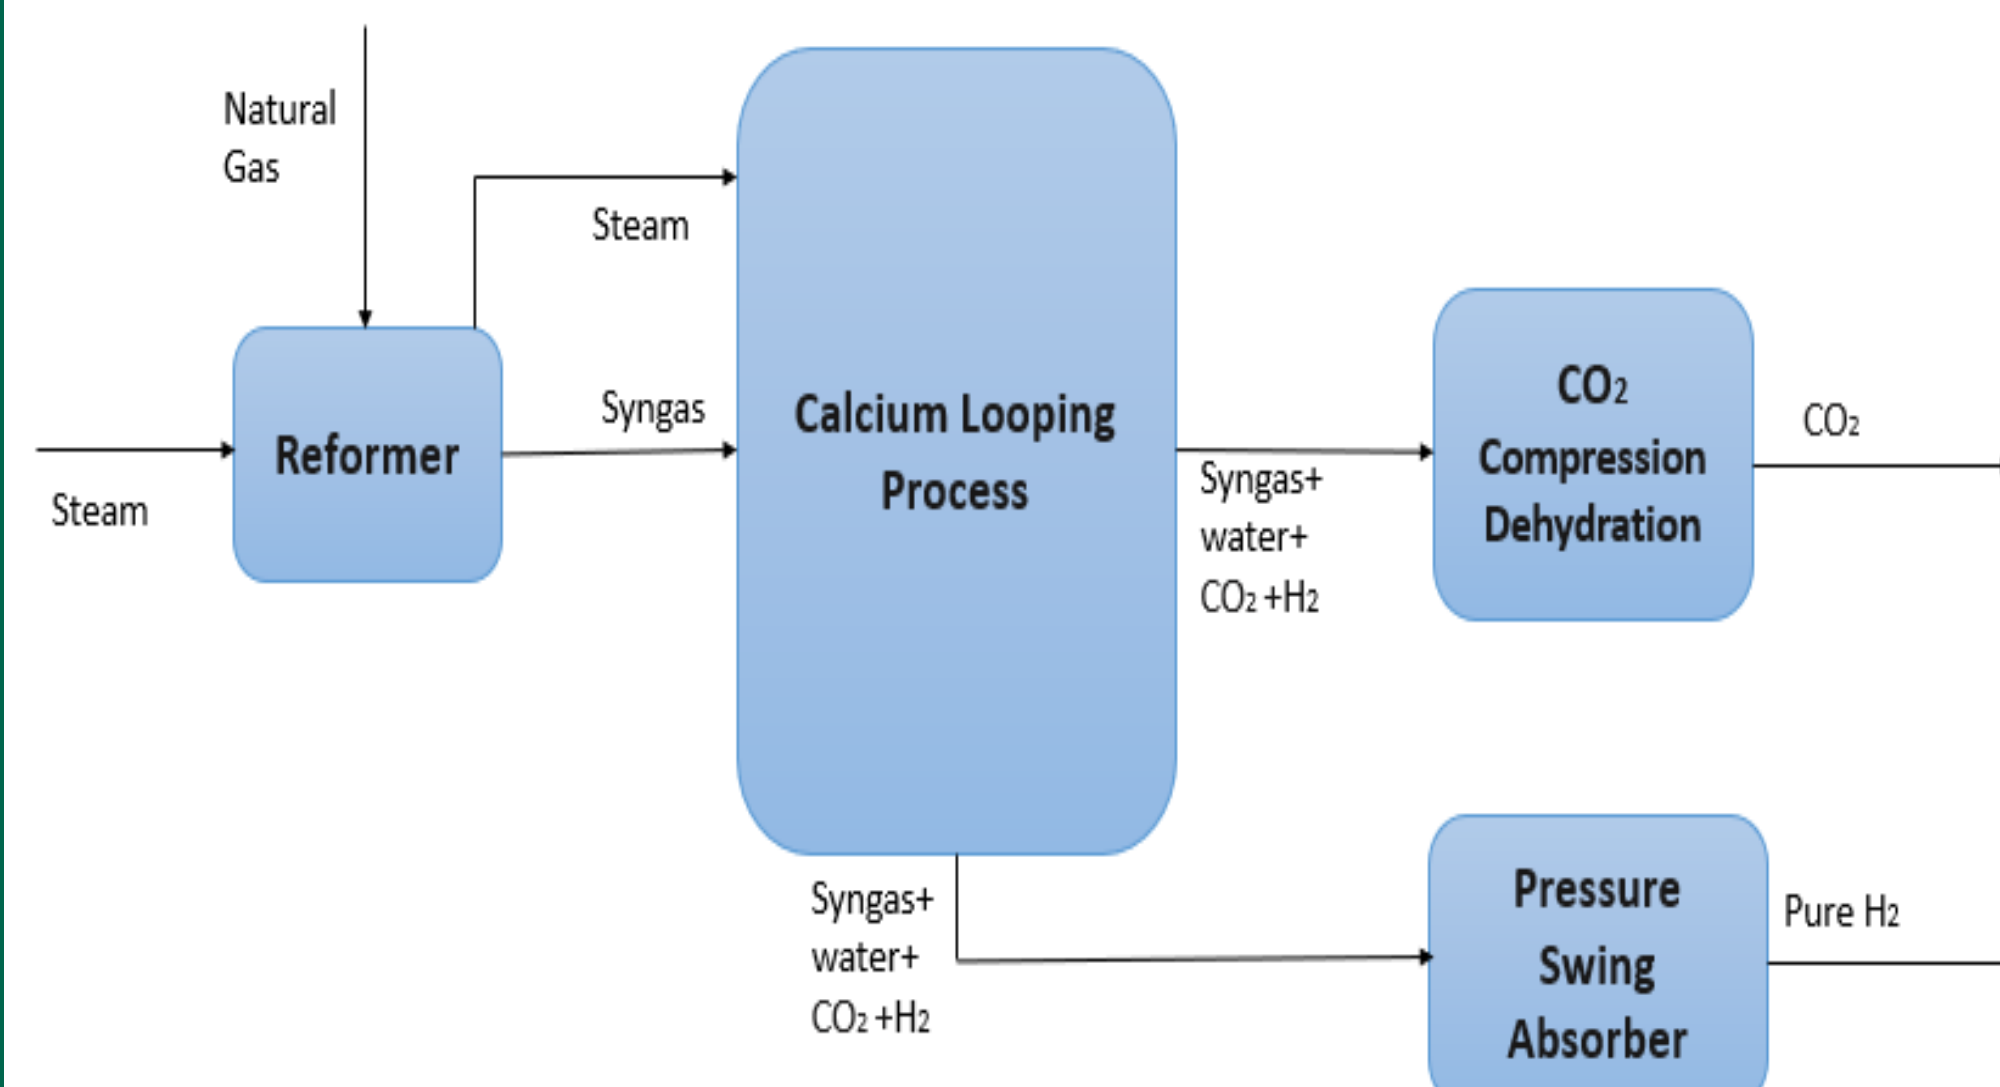 Natural
Gas
Steam
Steam
Reformer
Syngas
Calcium Looping
Process
Syngas+
water+
CO₂ +H₂
CO₂
Compression
Dehydration
CO₂
Syngas+
water+
CO₂ +H₂
Pressure
Swing
Absorber
Pure H₂